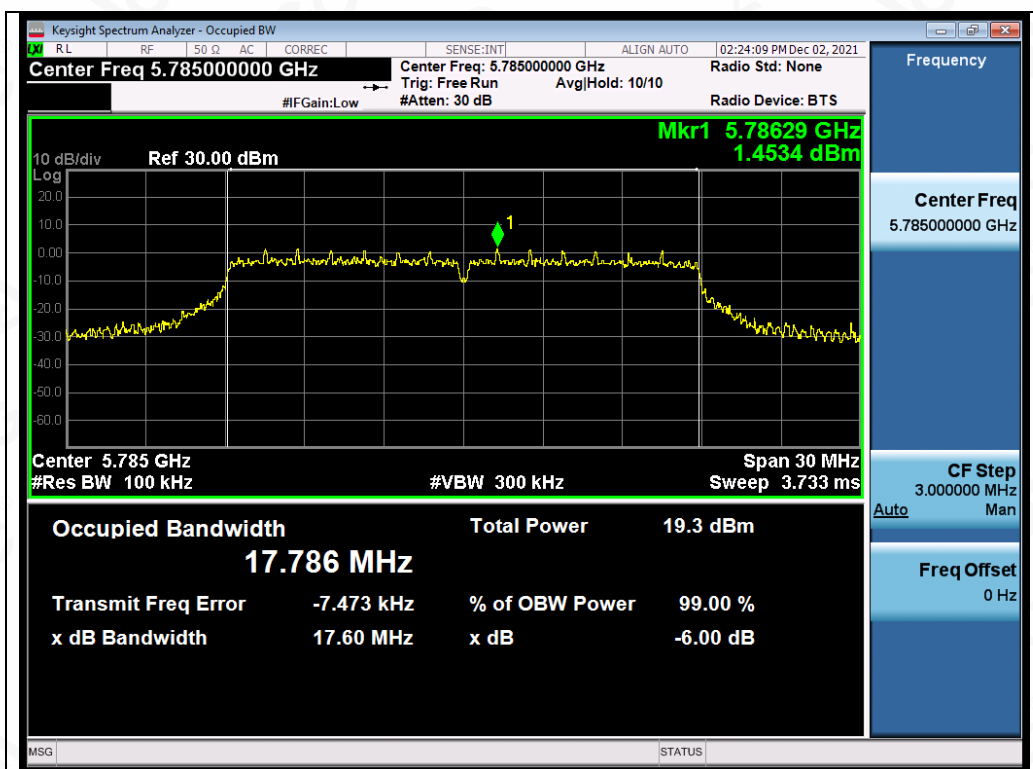 Keysight Spectrum Analyzer - Occupied BW
LXI RL RF 50 Ω AC CORREC SENSE:INT ALIGN AUTO 02:24:09 PM Dec 02, 2021
Center Freq 5.785000000 GHz
Center Freq: 5.785000000 GHz
Radio Std: None
Trig: Free Run Avg|Hold: 10/10
#IFGain:Low #Atten: 30 dB Radio Device: BTS
Mkr1 5.78629 GHz
1.4534 dBm
10 dB/div Ref 30.00 dBm
Log
20.0
10.0
0.00
-10.0
-20.0
-30.0
-40.0
-50.0
-60.0
1
Center 5.785 GHz Span 30 MHz
#Res BW 100 kHz #VBW 300 kHz Sweep 3.733 ms
Occupied Bandwidth Total Power 19.3 dBm
17.786 MHz
Transmit Freq Error -7.473 kHz % of OBW Power 99.00 %
x dB Bandwidth 17.60 MHz x dB -6.00 dB
Frequency
Center Freq
5.785000000 GHz
CF Step
3.000000 MHz
Auto Man
Freq Offset
0 Hz
MSG STATUS